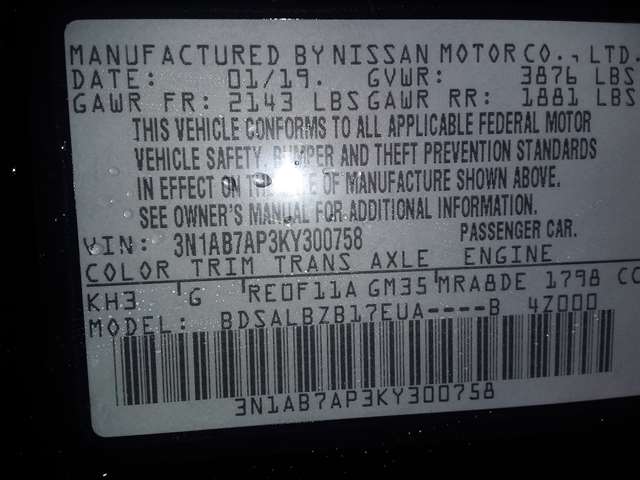 MANUFACTURED BY NISSAN MOTOR CO., LTD.
DATE: 01/19. GVWR: 3876 LBS
GAWR FR: 2143 LBS GAWR RR: 1881 LBS
THIS VEHICLE CONFORMS TO ALL APPLICABLE FEDERAL MOTOR
VEHICLE SAFETY, BUMPER AND THEFT PREVENTION STANDARDS
IN EFFECT ON THE DATE OF MANUFACTURE SHOWN ABOVE.
SEE OWNER'S MANUAL FOR ADDITIONAL INFORMATION.
VIN: 3N1AB7AP3KY300758 PASSENGER CAR.
COLOR TRIM TRANS AXLE ENGINE
KH3 G RE0F11A GM35 MRA8DE 1798 CC
MODEL: BDSALBZB17EUA----B 4Z000
3N1AB7AP3KY300758